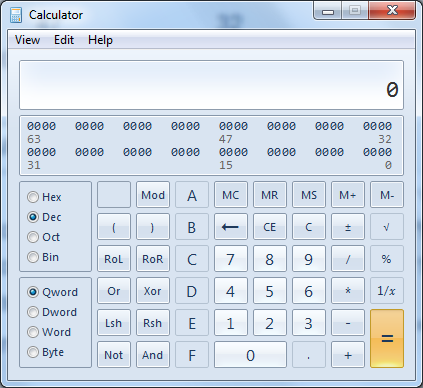 Calculator
View Edit Help
0
0000 0000 0000 0000 0000 0000 0000 0000
63 47 32
0000 0000 0000 0000 0000 0000 0000 0000
31 15 0
Hex
Dec
Oct
Bin
Qword
Dword
Word
Byte
Mod A MC MR MS M+ M-
( ) B ← CE C ± √
RoL RoR C 7 8 9 / %
Or Xor D 4 5 6 * 1/x
Lsh Rsh E 1 2 3 - =
Not And F 0 . +